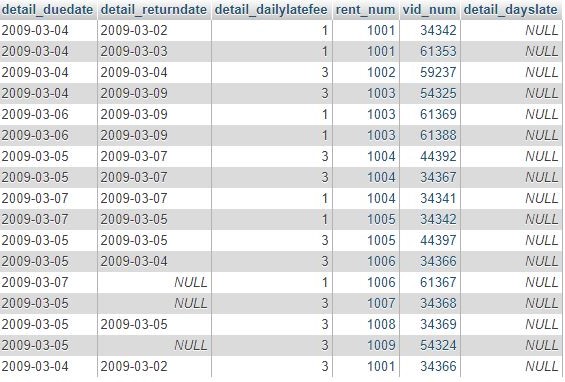 detail_duedate detail_returndate detail_dailylatefee rent_num vid_num detail_dayslate
2009-03-04 2009-03-02 1 1001 34342 NULL
2009-03-04 2009-03-03 1 1001 61353 NULL
2009-03-04 2009-03-04 3 1002 59237 NULL
2009-03-04 2009-03-09 3 1003 54325 NULL
2009-03-06 2009-03-09 1 1003 61369 NULL
2009-03-06 2009-03-09 1 1003 61388 NULL
2009-03-05 2009-03-07 3 1004 44392 NULL
2009-03-05 2009-03-07 3 1004 34367 NULL
2009-03-07 2009-03-07 1 1004 34341 NULL
2009-03-07 2009-03-05 1 1005 34342 NULL
2009-03-05 2009-03-05 3 1005 44397 NULL
2009-03-05 2009-03-04 3 1006 34366 NULL
2009-03-07 NULL 1 1006 61367 NULL
2009-03-05 NULL 3 1007 34368 NULL
2009-03-05 2009-03-05 3 1008 34369 NULL
2009-03-05 NULL 3 1009 54324 NULL
2009-03-04 2009-03-02 3 1001 34366 NULL